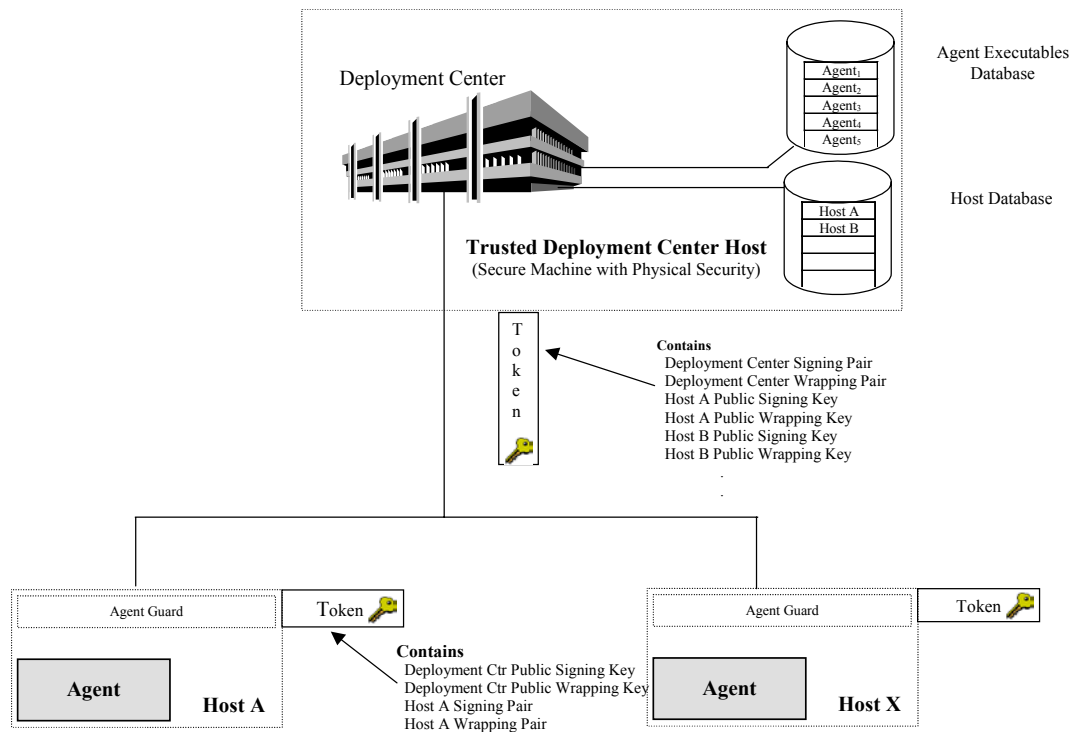 Deployment Center
Agent₁
Agent₂
Agent₃
Agent₄
Agent₅
Agent Executables
Database
Host A
Host B
Host Database
Trusted Deployment Center Host
(Secure Machine with Physical Security)
T
o
k
e
n
Contains
Deployment Center Signing Pair
Deployment Center Wrapping Pair
Host A Public Signing Key
Host A Public Wrapping Key
Host B Public Signing Key
Host B Public Wrapping Key
.
.
Agent Guard
Token
Agent
Host A
Contains
Deployment Ctr Public Signing Key
Deployment Ctr Public Wrapping Key
Host A Signing Pair
Host A Wrapping Pair
Agent Guard
Token
Agent
Host X